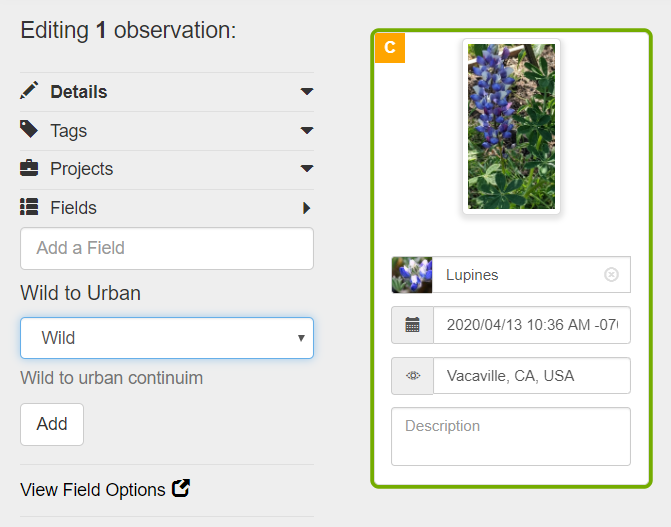 Editing 1 observation:
Details
Tags
Projects
Fields
Add a Field
Wild to Urban
Wild
Wild to urban continuim
Add
View Field Options
C
Lupines
2020/04/13 10:36 AM -07
Vacaville, CA, USA
Description